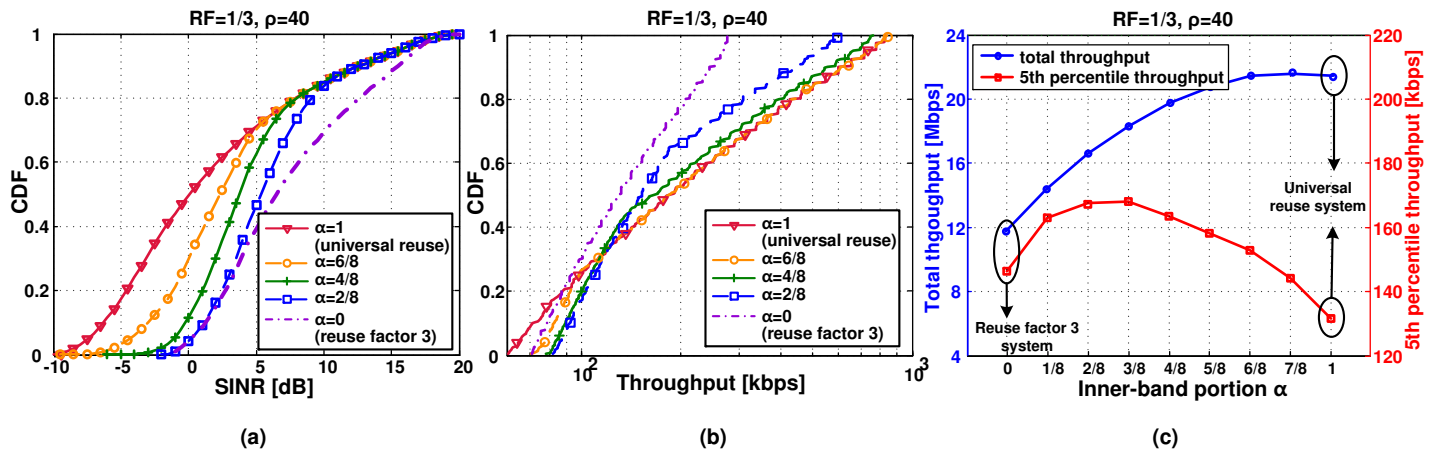 RF=1/3, ρ=40
1
0.8
0.6
0.4
0.2
0
CDF
-10
-5
0
5
10
15
20
SINR [dB]
α=1
(universal reuse)
α=6/8
α=4/8
α=2/8
α=0
(reuse factor 3)
(a)
RF=1/3, ρ=40
1
0.8
0.6
0.4
0.2
0
CDF
10^2
10^3
Throughput [kbps]
α=1
(universal reuse)
α=6/8
α=4/8
α=2/8
α=0
(reuse factor 3)
(b)
RF=1/3, ρ=40
24
20
16
12
8
4
Total thgoughput [Mbps]
220
200
180
160
140
120
5th percentile throughput [kbps]
total throughput
5th percentile throughput
Universal
reuse system
Reuse factor 3
system
0
1/8
2/8
3/8
4/8
5/8
6/8
7/8
1
Inner-band portion α
(c)